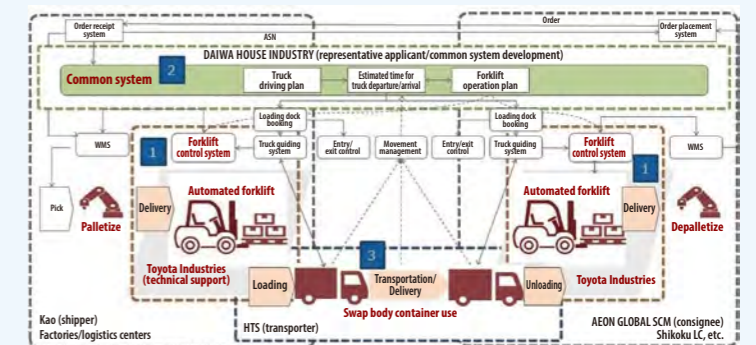 Order receipt
system
Order
ASN
Order placement
system
DAIWA HOUSE INDUSTRY (representative applicant/common system development)
Common system
2
Truck
driving plan
Estimated time for
truck departure/arrival
Forklift
operation plan
Loading dock
booking
Loading dock
booking
WMS
1
Forklift
control system
Truck guiding
system
Entry/
exit control
Movement
management
Entry/exit
control
Truck guiding
system
Forklift
control system
WMS
1
Pick
Palletize
Delivery
Automated forklift
Automated forklift
Delivery
Depalletize
Toyota Industries
(technical support)
Loading
3
Transportation/
Delivery
Unloading
Toyota Industries
Swap body container use
Kao (shipper)
Factories/logistics centers
HTS (transporter)
AEON GLOBAL SCM (consignee)
Shikoku LC, etc.